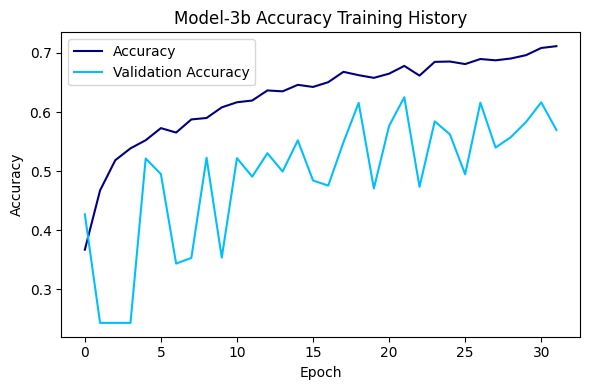 Model-3b Accuracy Training History
Accuracy
Validation Accuracy
Accuracy
0.7
0.6
0.5
0.4
0.3
0 5 10 15 20 25 30
Epoch